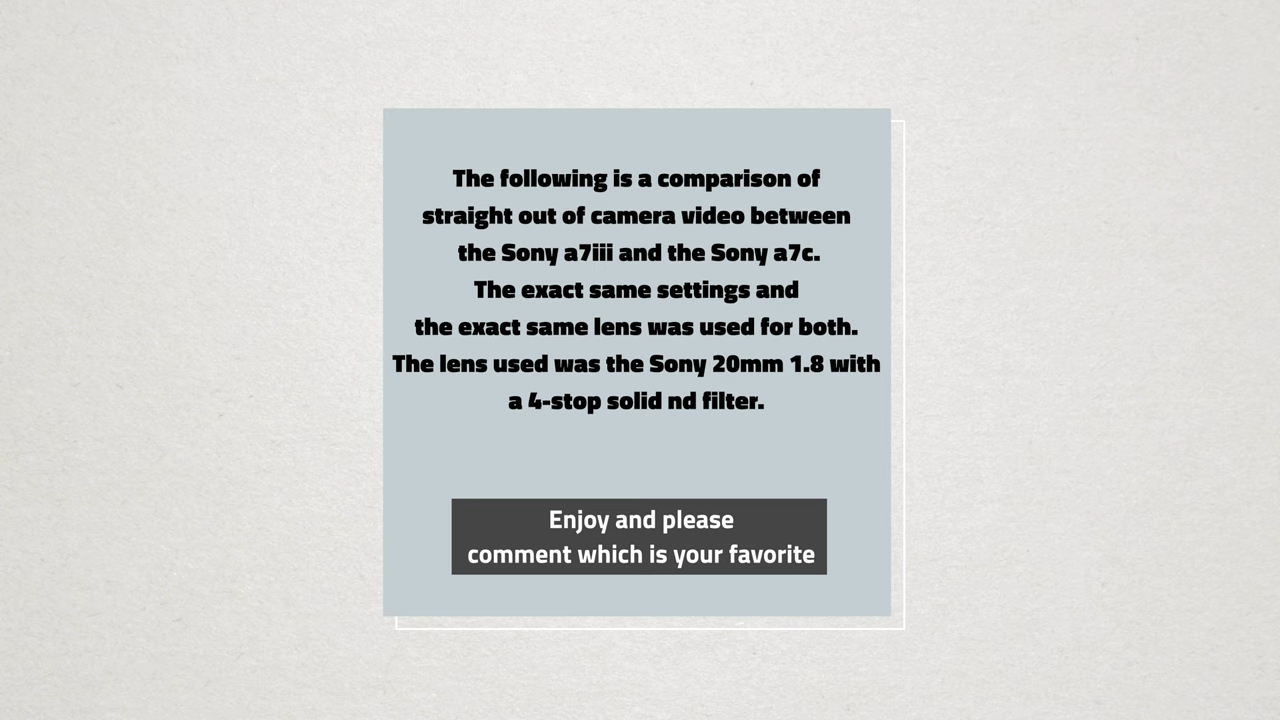 The following is a comparison of
straight out of camera video between
the Sony a7iii and the Sony a7c.
The exact same settings and
the exact same lens was used for both.
The lens used was the Sony 20mm 1.8 with
a 4-stop solid nd filter.
Enjoy and please
comment which is your favorite